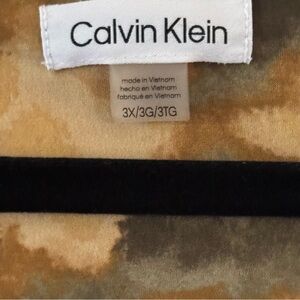 Calvin Klein
made in Vietnam
hecho en Vietnam
fabriqué en Vietnam
3X/3G/3TG